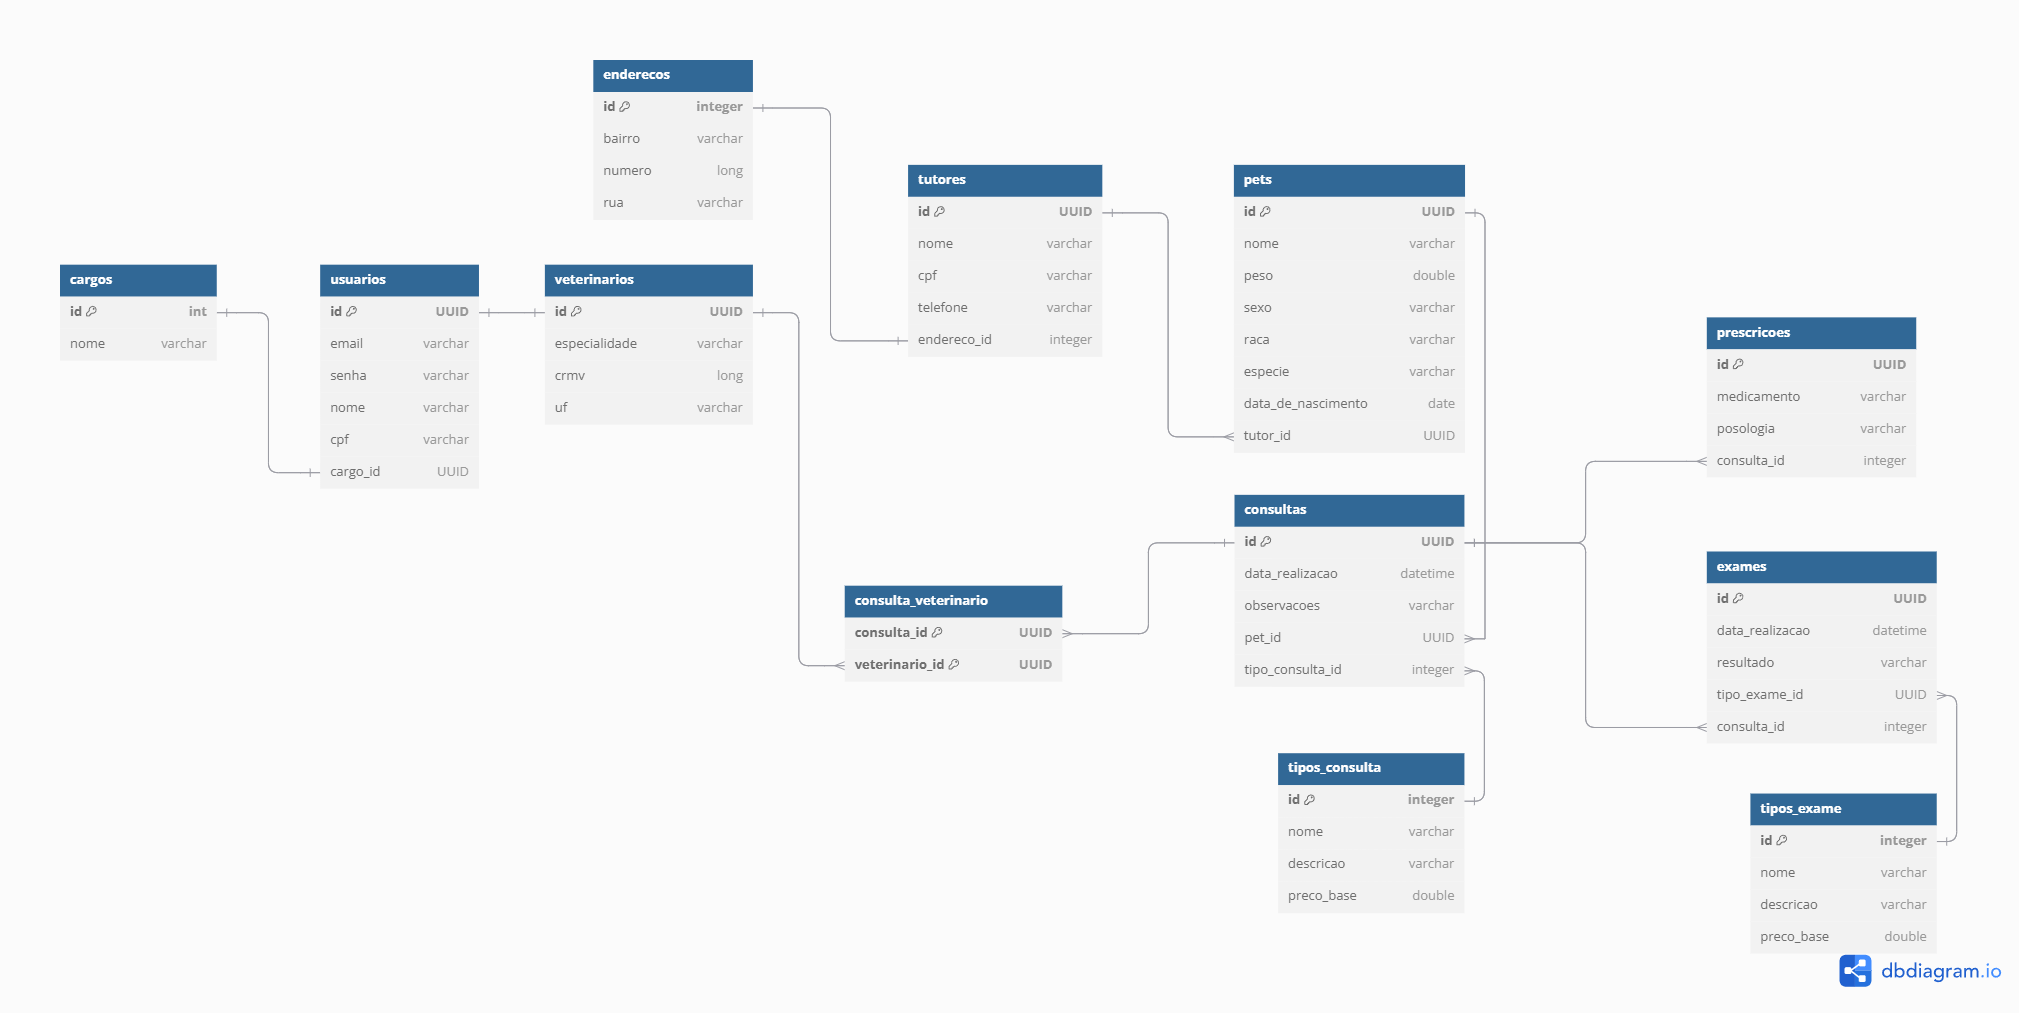 enderecos
id integer
bairro varchar
numero long
rua varchar
cargos
id int
nome varchar
usuarios
id UUID
email varchar
senha varchar
nome varchar
cpf varchar
cargo_id UUID
veterinarios
id UUID
especialidade varchar
crmv long
uf varchar
tutores
id UUID
nome varchar
cpf varchar
telefone varchar
endereco_id integer
pets
id UUID
nome varchar
peso double
sexo varchar
raca varchar
especie varchar
data_de_nascimento date
tutor_id UUID
consulta_veterinario
consulta_id UUID
veterinario_id UUID
consultas
id UUID
data_realizacao datetime
observacoes varchar
pet_id UUID
tipo_consulta_id integer
tipos_consulta
id integer
nome varchar
descricao varchar
preco_base double
prescricoes
id UUID
medicamento varchar
posologia varchar
consulta_id integer
exames
id UUID
data_realizacao datetime
resultado varchar
tipo_exame_id UUID
consulta_id integer
tipos_exame
id integer
nome varchar
descricao varchar
preco_base double
dbdiagram.io